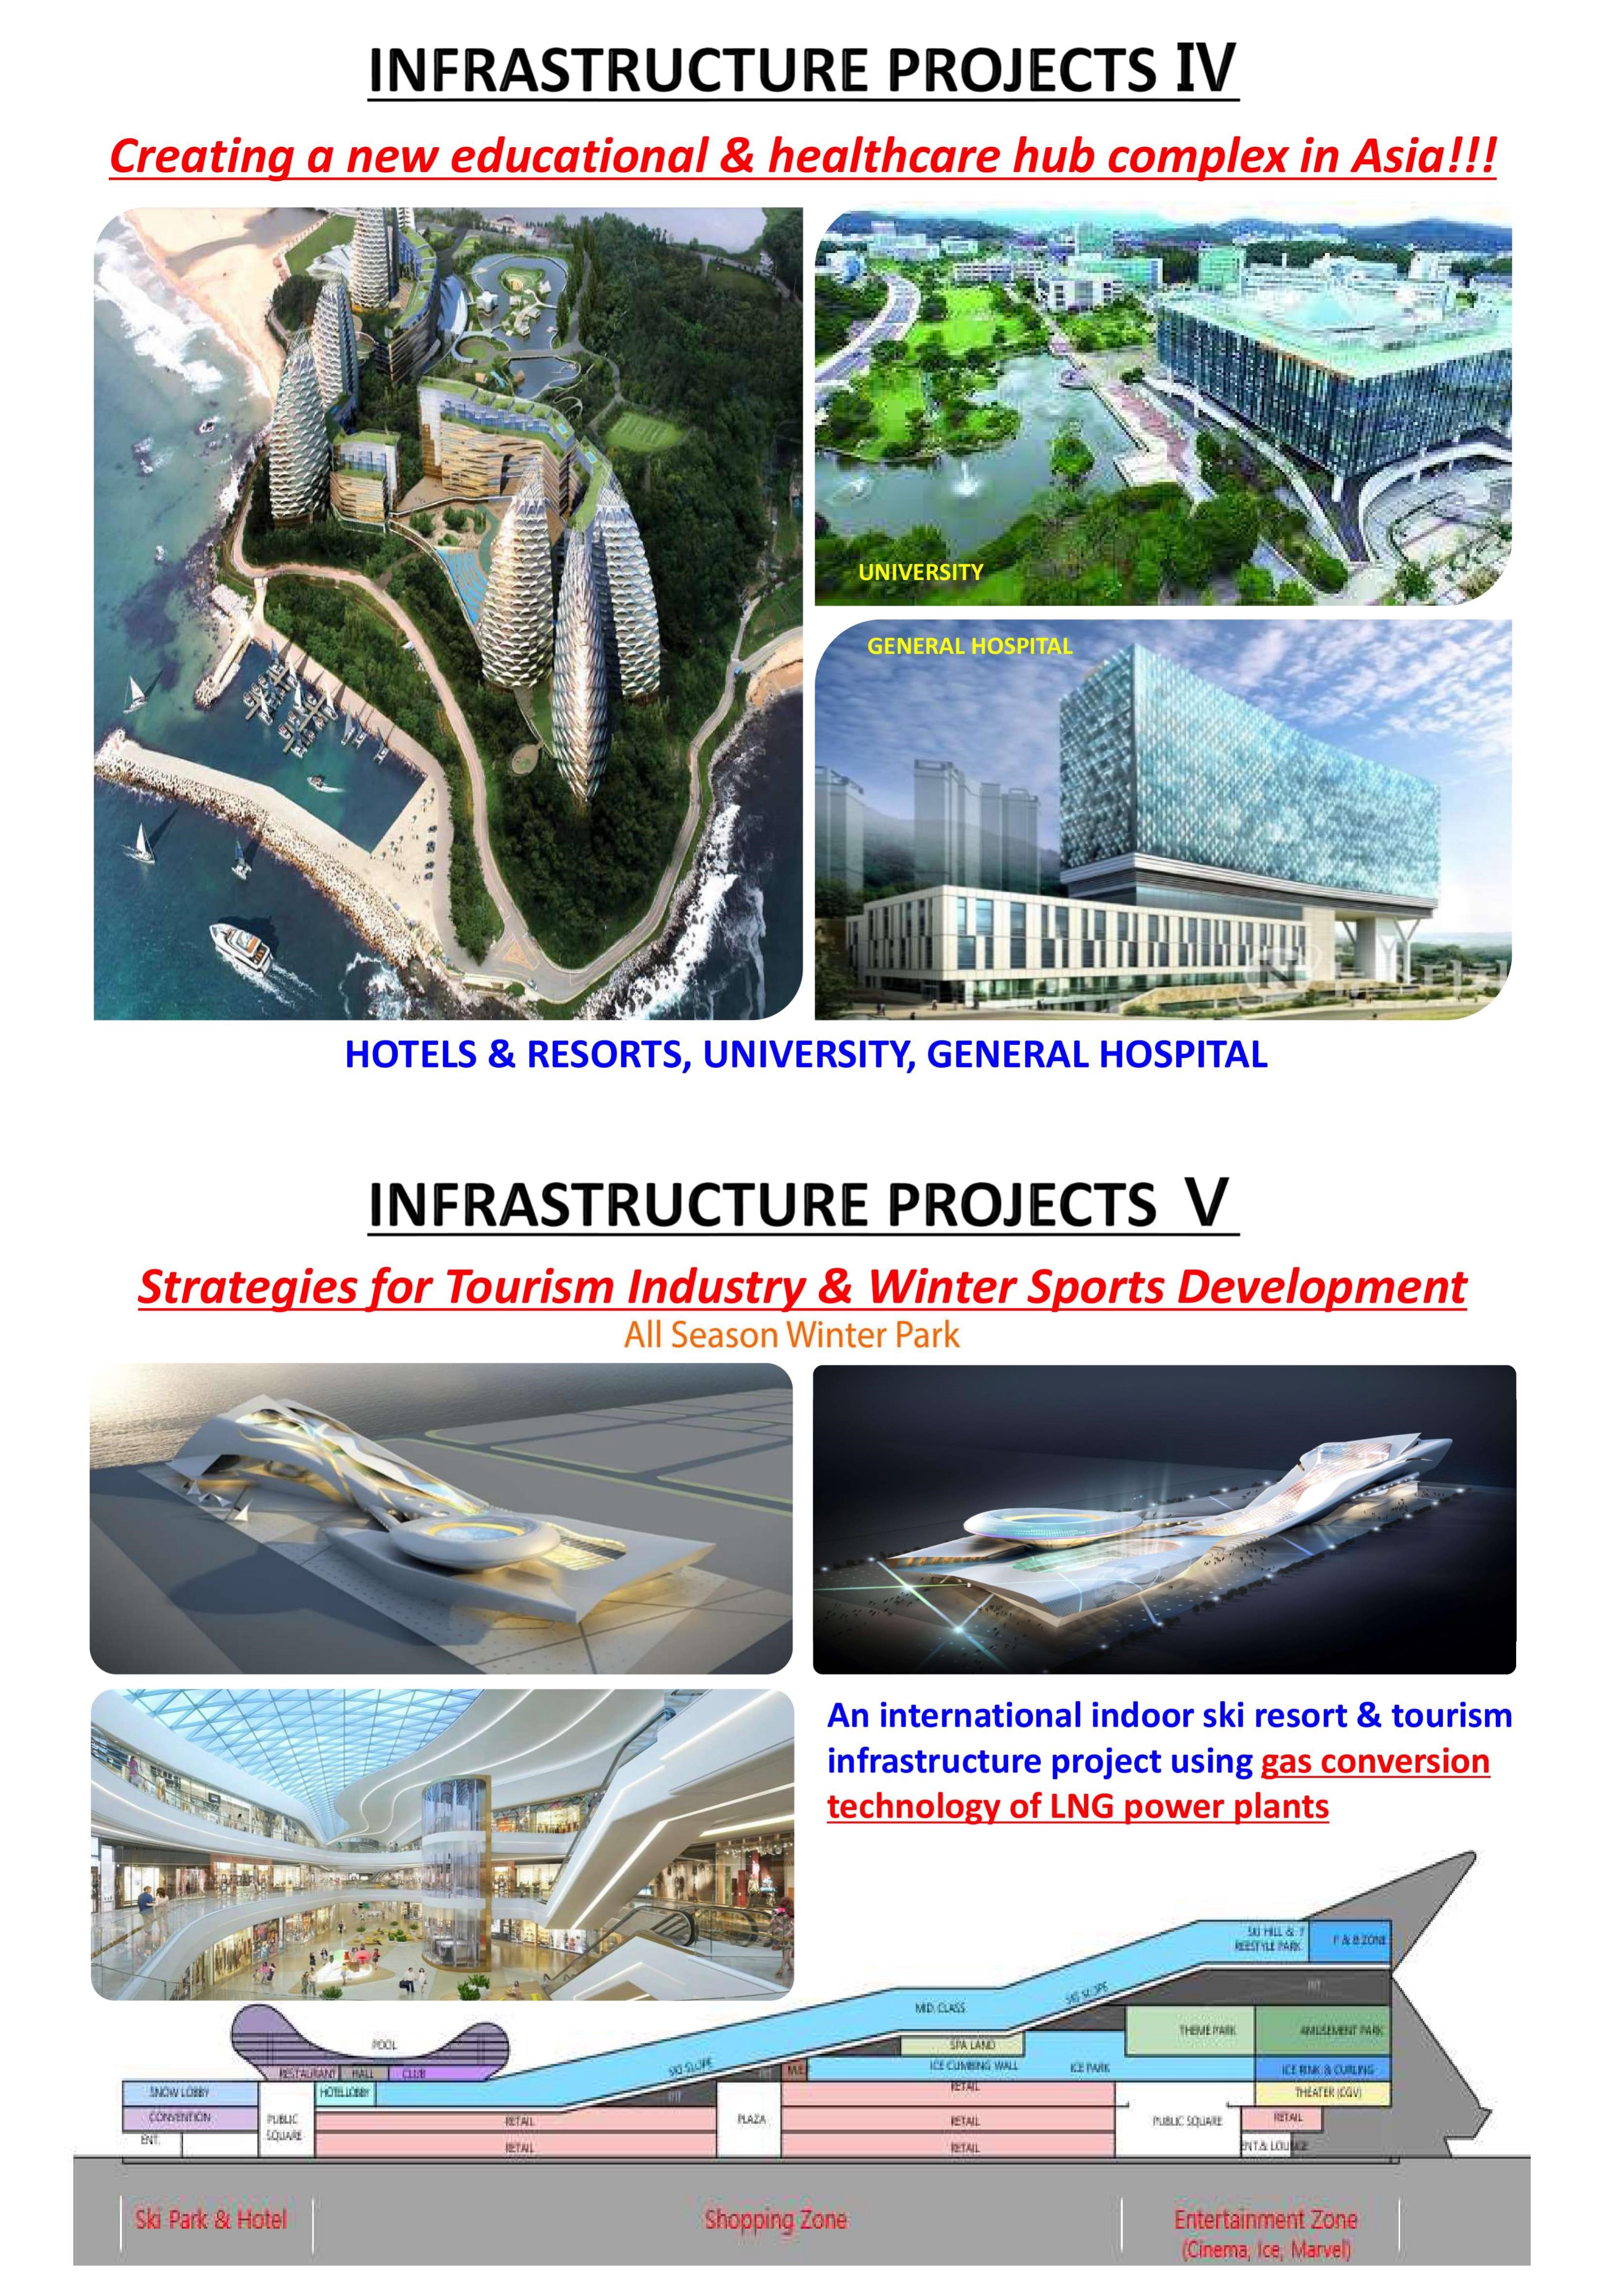 INFRASTRUCTURE PROJECTS IV
Creating a new educational & healthcare hub complex in Asia!!!
UNIVERSITY
GENERAL HOSPITAL
HOTELS & RESORTS, UNIVERSITY, GENERAL HOSPITAL
INFRASTRUCTURE PROJECTS V
Strategies for Tourism Industry & Winter Sports Development
All Season Winter Park
An international indoor ski resort & tourism
infrastructure project using gas conversion
technology of LNG power plants
SKI HILL & F
REESTYLE PARK
F & B ZONE
SKI SLOPE
MID. CLASS
THEME PARK
AMUSEMENT PARK
POOL
SPA LAND
SKI SLOPE
ICE CLIMBING WALL
ICE PARK
ICE RINK & CURLING
RESTAURANT
HALL
CLUB
SNOW LOBBY
HOTEL LOBBY
RETAIL
THEATER (CGV)
CONVENTION
PUBLIC
SQUARE
RETAIL
PLAZA
RETAIL
PUBLIC SQUARE
RETAIL
ENT.
RETAIL
RETAIL
ENT & LOUNGE
Ski Park & Hotel
Shopping Zone
Entertainment Zone
(Cinema, Ice, Marvel)